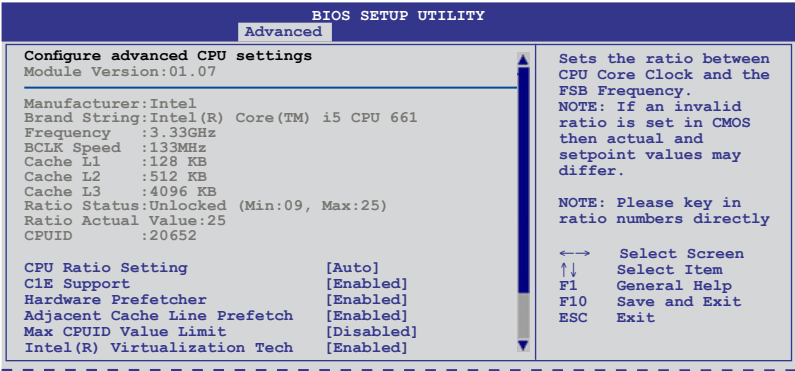 BIOS SETUP UTILITY
Advanced
Configure advanced CPU settings
Module Version:01.07
Manufacturer:Intel
Brand String:Intel(R) Core(TM) i5 CPU 661
Frequency :3.33GHz
BCLK Speed :133MHz
Cache L1 :128 KB
Cache L2 :512 KB
Cache L3 :4096 KB
Ratio Status:Unlocked (Min:09, Max:25)
Ratio Actual Value:25
CPUID :20652
CPU Ratio Setting [Auto]
C1E Support [Enabled]
Hardware Prefetcher [Enabled]
Adjacent Cache Line Prefetch [Enabled]
Max CPUID Value Limit [Disabled]
Intel(R) Virtualization Tech [Enabled]
Sets the ratio between
CPU Core Clock and the
FSB Frequency.
NOTE: If an invalid
ratio is set in CMOS
then actual and
setpoint values may
differ.
NOTE: Please key in
ratio numbers directly
←→ Select Screen
↑↓ Select Item
F1 General Help
F10 Save and Exit
ESC Exit